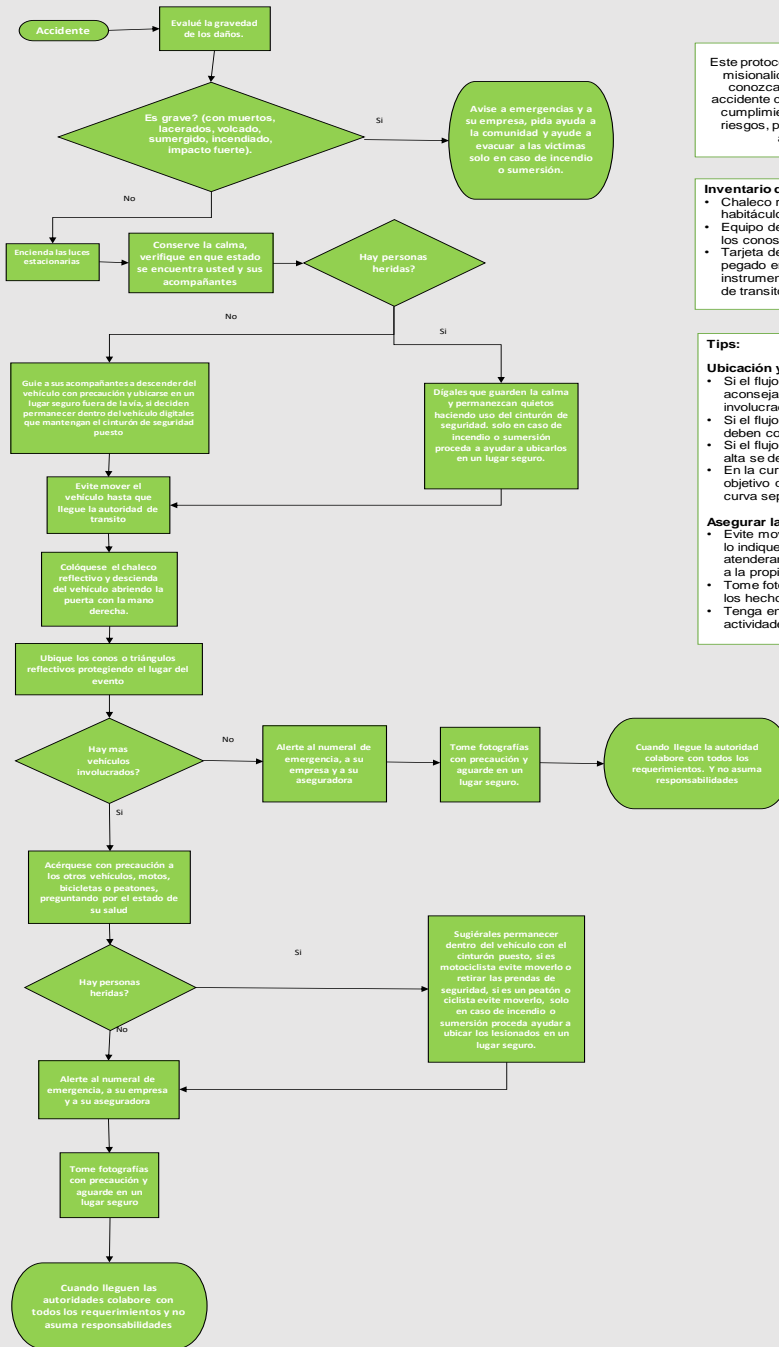 Accidente
Evalué la gravedad
de los daños.
Es grave? (con muertos,
lacerados, volcado,
sumergido, incendiado,
impacto fuerte).
Si
Avise a emergencias y a
su empresa, pida ayuda a
la comunidad y ayude a
evacuar a las victimas
solo en caso de incendio
o sumersión.
No
Encienda las luces
estacionarias
Conserve la calma,
verifique en que estado
se encuentra usted y sus
acompañantes
Hay personas
heridas?
No
Si
Guíe a sus acompañantes a descender del
vehículo con precaución y ubicarse en un
lugar seguro fuera de la vía, si deciden
permanecer dentro del vehículo digitales
que mantengan el cinturón de seguridad
puesto
Dígales que guarden la calma
y permanezcan quietos
haciendo uso del cinturón de
seguridad. solo en caso de
incendio o sumersión
proceda a ayudar a ubicarlos
en un lugar seguro.
Evite mover el
vehículo hasta que
llegue la autoridad de
transito
Colóquese el chaleco
reflectivo y descienda
del vehículo abriendo la
puerta con la mano
derecha.
Ubique los conos o triángulos
reflectivos protegiendo el lugar del
evento
Hay mas
vehículos
involucrados?
No
Alerte al numeral de
emergencia, a su
empresa y a su
aseguradora
Tome fotografías
con precaución y
aguarde en un
lugar seguro.
Cuando llegue la autoridad
colabore con todos los
requerimientos. Y no asuma
responsabilidades
Si
Acérquese con precaución a
los otros vehículos, motos,
bicicletas o peatones,
preguntando por el estado de
su salud
Hay personas
heridas?
Si
Sugiérales permanecer
dentro del vehículo con el
cinturón puesto, si es
motociclista evite moverlo o
retirar las prendas de
seguridad, si es un peatón o
ciclista evite moverlo, solo
en caso de incendio o
sumersión proceda ayudar a
ubicar los lesionados en un
lugar seguro.
No
Alerte al numeral de
emergencia, a su empresa
y a su aseguradora
Tome fotografías
con precaución y
aguarde en un
lugar seguro
Cuando lleguen las
autoridades colabore con
todos los requerimientos y no
asuma responsabilidades
Este
misionali
conozca
accidente
cumplimie
riesgos, p
a
Inventario
• Chaleco
habitácul
• Equipo de
los conos
• Tarjeta de
pegado
instrumen
de transit
Tips:
Ubicación y
• Si el flujo
aconseja
involucra
• Si el flujo
deben
• Si el flujo
alta se
• En la
objetivo
curva
Asegurar la
• Evite
lo indique
atendera
a la
• Tome
los
• Tenga
actividad